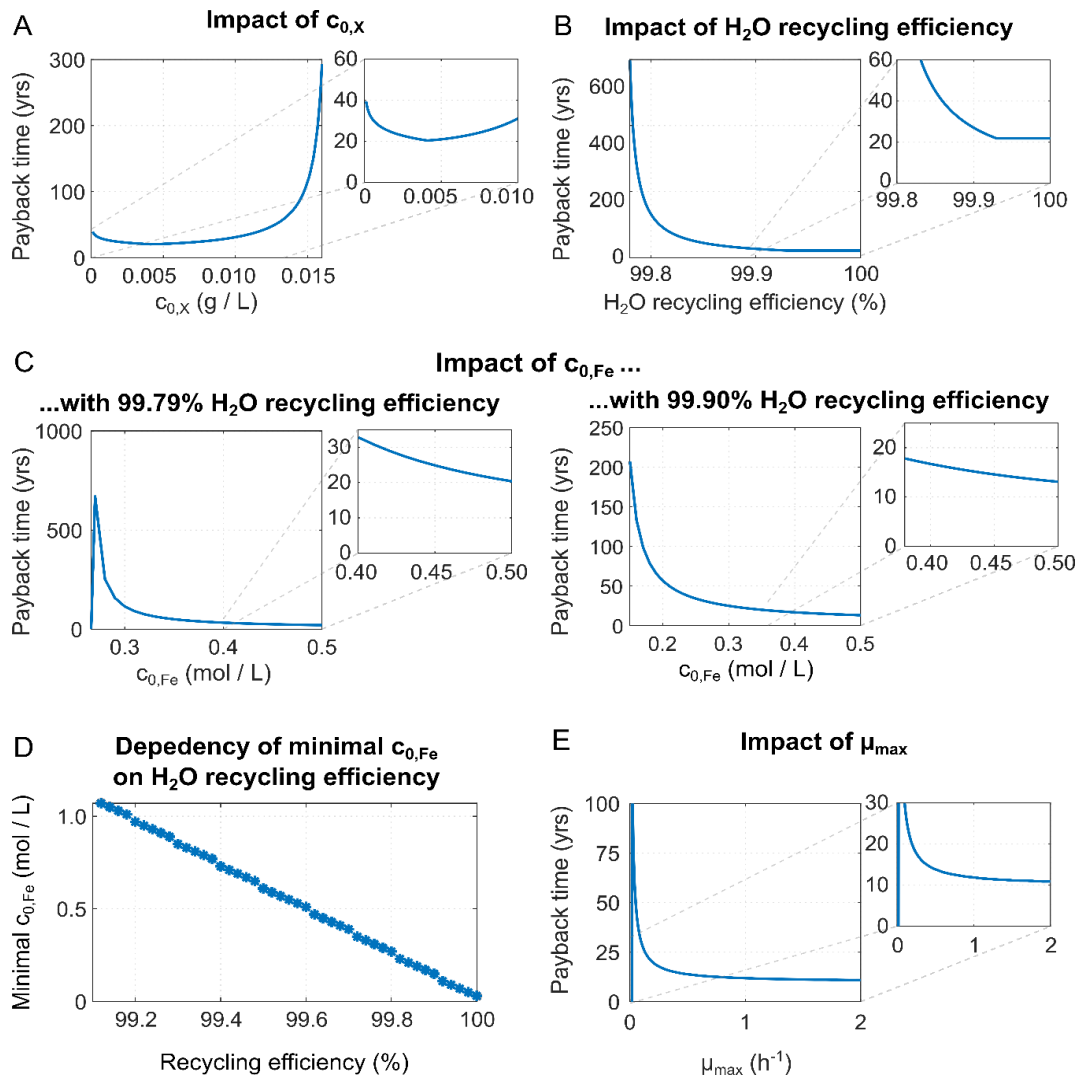 A
Impact of c0,X
Payback time (yrs)
300
200
100
0
0 0.005 0.010 0.015
c0,X (g / L)
60
40
20
0
0 0.005 0.010
B
Impact of H2O recycling efficiency
Payback time (yrs)
600
400
200
0
99.8 99.9 100
H2O recycling efficiency (%)
60
40
20
0
99.8 99.9 100
C
Impact of c0,Fe ...
...with 99.79% H2O recycling efficiency
Payback time (yrs)
1000
500
0
0.3 0.4 0.5
c0,Fe (mol / L)
30
20
10
0
0.40 0.45 0.50
...with 99.90% H2O recycling efficiency
Payback time (yrs)
250
200
150
100
50
0
0.2 0.3 0.4 0.5
c0,Fe (mol / L)
20
10
0
0.40 0.45 0.50
D
Depedency of minimal c0,Fe
on H2O recycling efficiency
Minimal c0,Fe (mol / L)
1.0
0.5
0
99.2 99.4 99.6 99.8 100
Recycling efficiency (%)
E
Impact of μmax
Payback time (yrs)
100
75
50
25
0
0 1 2
μmax (h-1)
30
20
10
0
0 1 2